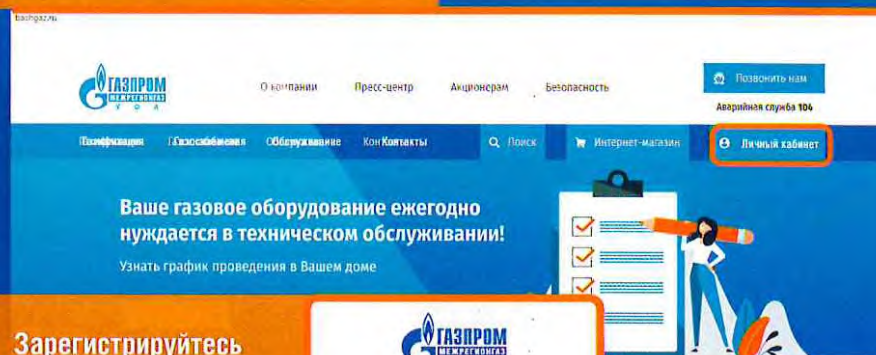 bashgaz.ru
ГАЗПРОМ
МЕЖРЕГИОНГАЗ
УФА
О компании Пресс-центр Акционерам Безопасность
Позвонить нам
Аварийная служба 104
Контакты Поиск Интернет-магазин Личный кабинет
Ваше газовое оборудование ежегодно
нуждается в техническом обслуживании!
Узнать график проведения в Вашем доме
Зарегистрируйтесь
ГАЗПРОМ
МЕЖРЕГИОНГАЗ